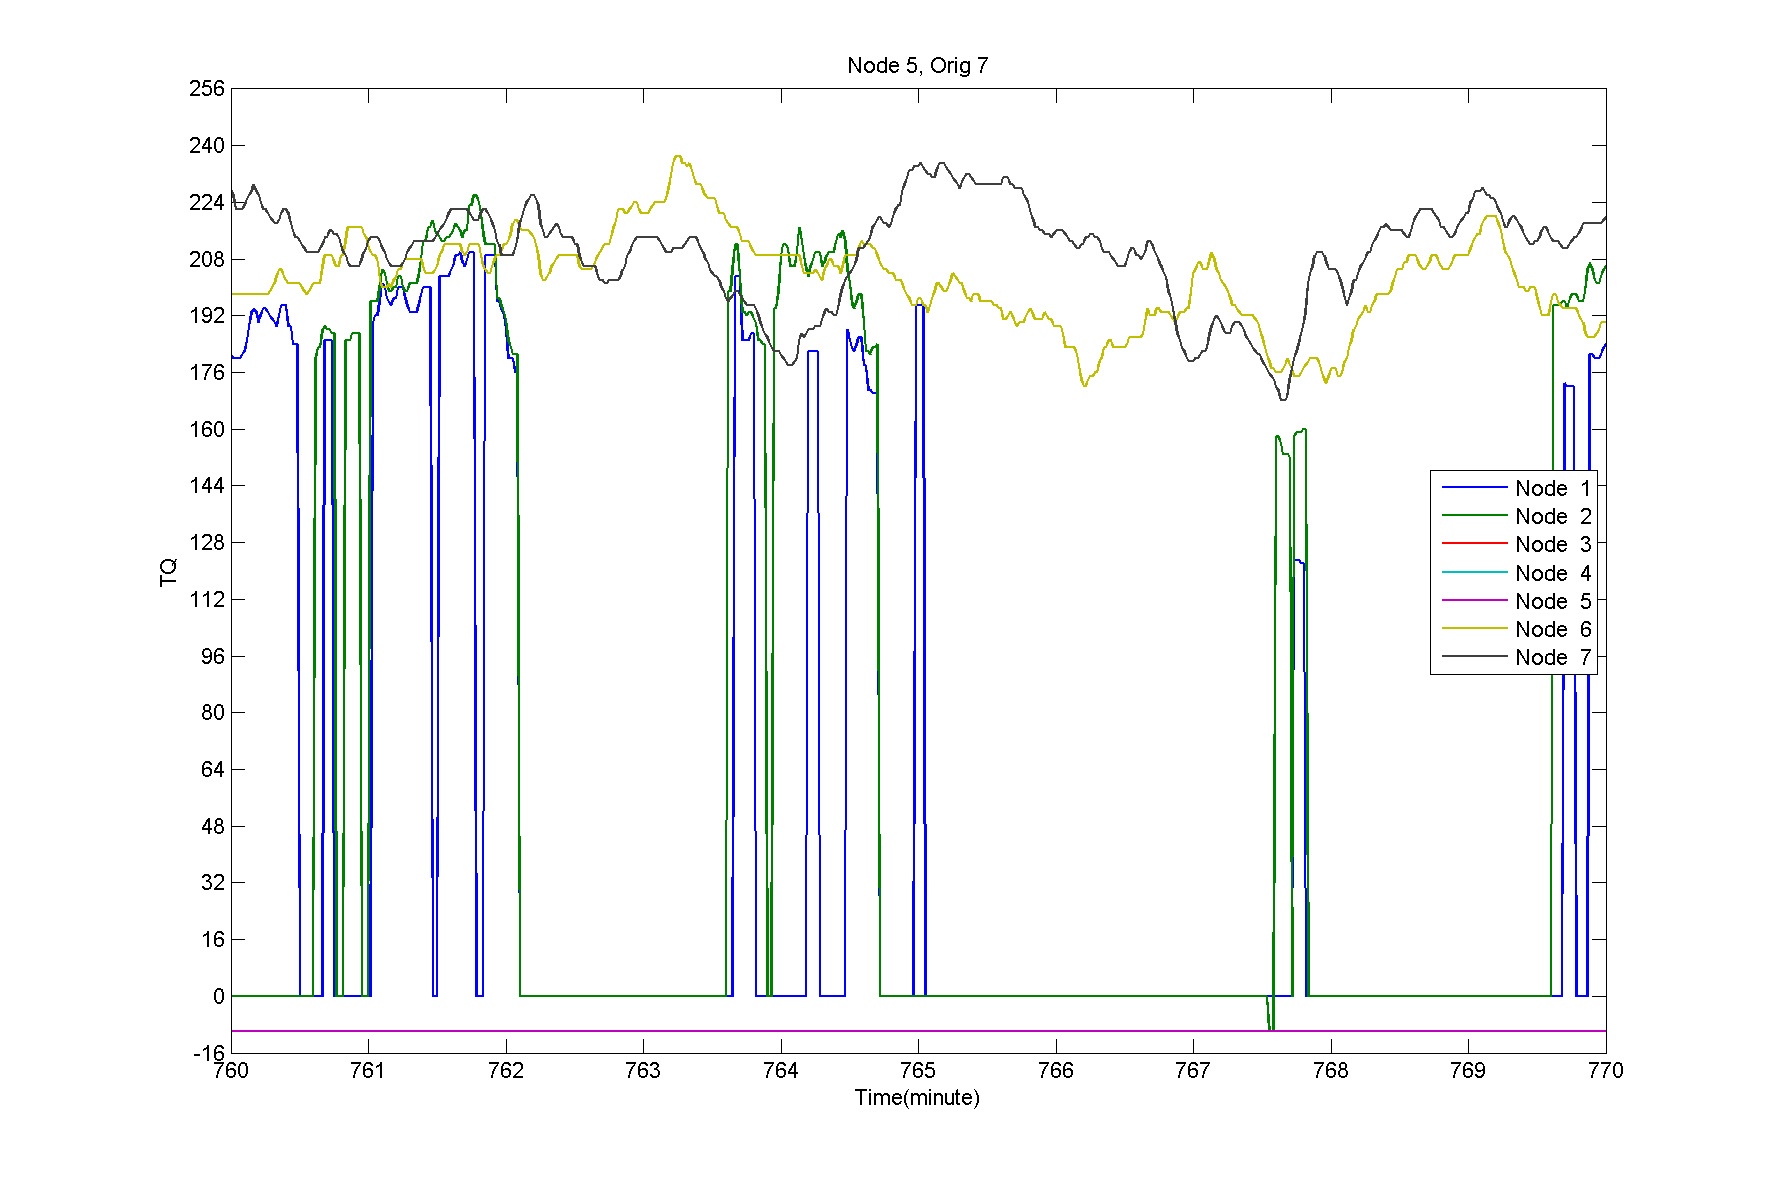 Node 5, Orig 7
256
240
224
208
192
176
160
144
128
112
96
80
64
48
32
16
0
-16
TQ
Node 1
Node 2
Node 3
Node 4
Node 5
Node 6
Node 7
760 761 762 763 764 765 766 767 768 769 770
Time(minute)